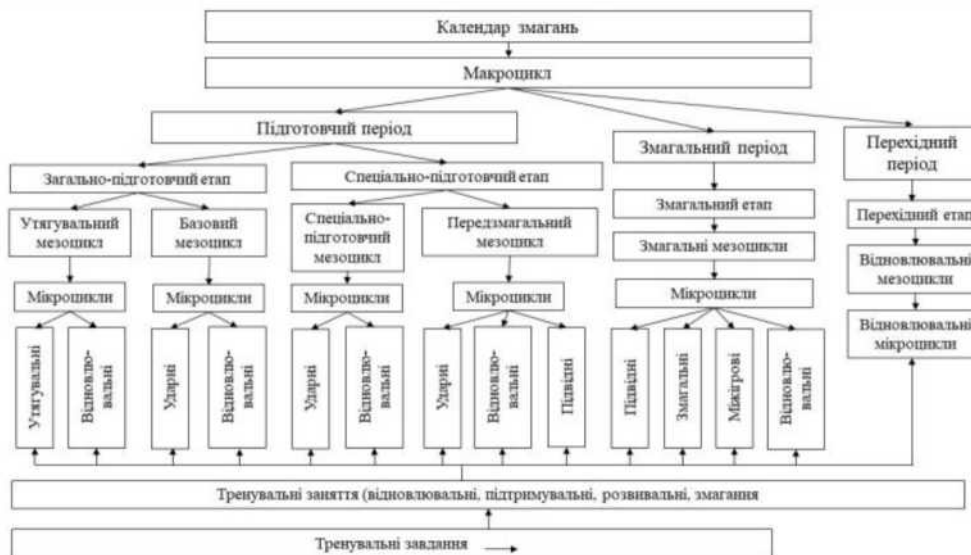 Календар змагань
Макроцикл
Підготовчий період
Змагальний період
Перехідний
період
Загально-підготовчий етап
Спеціально-підготовчий етап
Змагальний етап
Перехідний етап
Утягувальний
мезоцикл
Базовий
мезоцикл
Спеціально-
підготовчий
мезоцикл
Передзмагальний
мезоцикл
Змагальні мезоцикли
Відновлювальні
мезоцикли
Мікроцикли
Мікроцикли
Мікроцикли
Мікроцикли
Мікроцикли
Відновлювальні
мікроцикли
Утягувальні
Відновлю-
вальні
Ударні
Відновлю-
вальні
Ударні
Відновлю-
вальні
Ударні
Відновлю-
вальні
Підвідні
Підвідні
Змагальні
Міжігрові
Відновлю-
вальні
Тренувальні заняття (відновлювальні, підтримувальні, розвивальні, змагання
Тренувальні завдання